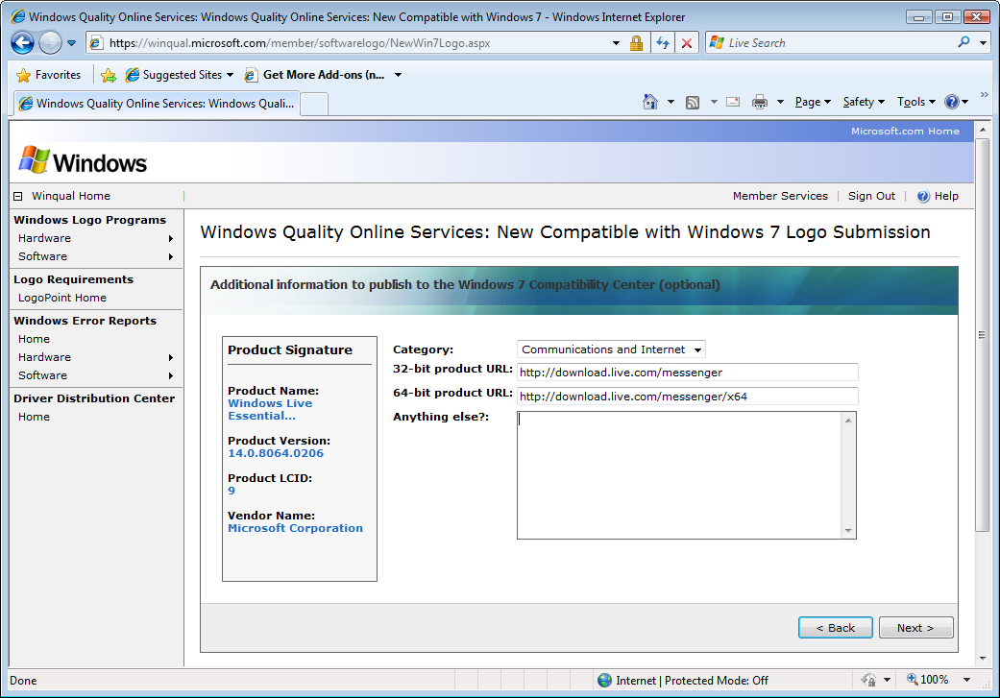 Windows Quality Online Services: Windows Quality Online Services: New Compatible with Windows 7 - Windows Internet Explorer
https://winqual.microsoft.com/member/softwarelogo/NewWin7Logo.aspx
Live Search
Favorites
Suggested Sites
Get More Add-ons (n...
Windows Quality Online Services: Windows Quali...
Page
Safety
Tools
Microsoft.com Home
Windows
Winqual Home
Member Services | Sign Out | Help
Windows Logo Programs
Hardware
Software
Logo Requirements
LogoPoint Home
Windows Error Reports
Home
Hardware
Software
Driver Distribution Center
Home
Windows Quality Online Services: New Compatible with Windows 7 Logo Submission
Additional information to publish to the Windows 7 Compatibility Center (optional)
Product Signature
Product Name:
Windows Live
Essential...
Product Version:
14.0.8064.0206
Product LCID:
9
Vendor Name:
Microsoft Corporation
Category: Communications and Internet
32-bit product URL: http://download.live.com/messenger
64-bit product URL: http://download.live.com/messenger/x64
Anything else?:
< Back
Next >
Done
Internet | Protected Mode: Off
100%